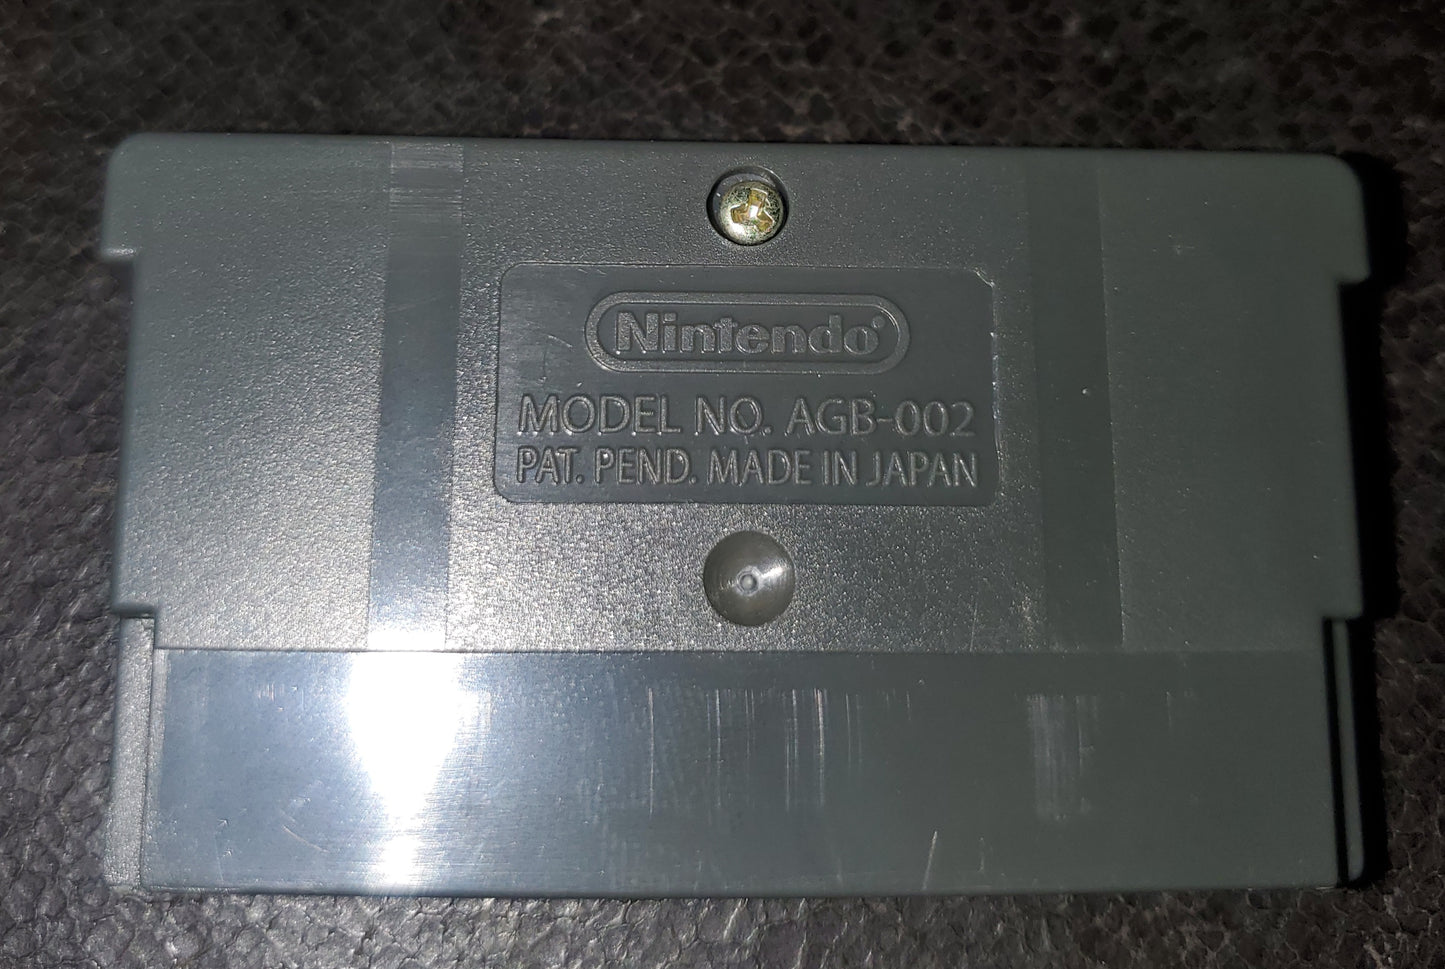 Nintendo®
MODEL NO. AGB-002
PAT. PEND. MADE IN JAPAN